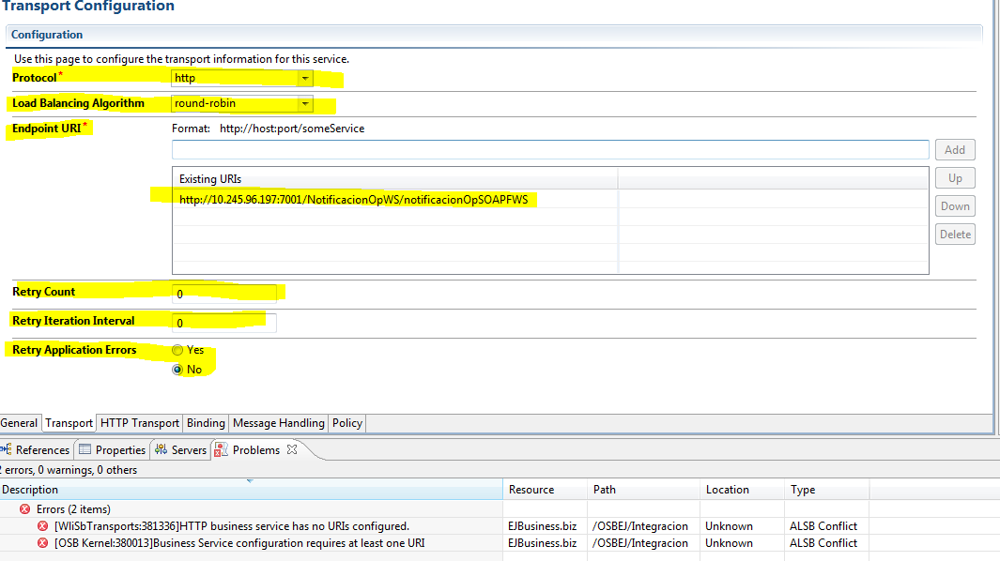 Transport Configuration
Configuration
Use this page to configure the transport information for this service.
Protocol* http
Load Balancing Algorithm round-robin
Endpoint URI* Format: http://host:port/someService
Add
Existing URIs Up
http://10.245.96.197:7001/NotificacionOpWS/notificacionOpSOAPFWS
Down
Delete
Retry Count 0
Retry Iteration Interval 0
Retry Application Errors Yes
No
General Transport HTTP Transport Binding Message Handling Policy
References Properties Servers Problems
2 errors, 0 warnings, 0 others
Description Resource Path Location Type
Errors (2 items)
[WliSbTransports:381336]HTTP business service has no URIs configured. EJBusiness.biz /OSBEJ/Integracion Unknown ALSB Conflict
[OSB Kernel:380013]Business Service configuration requires at least one URI EJBusiness.biz /OSBEJ/Integracion Unknown ALSB Conflict